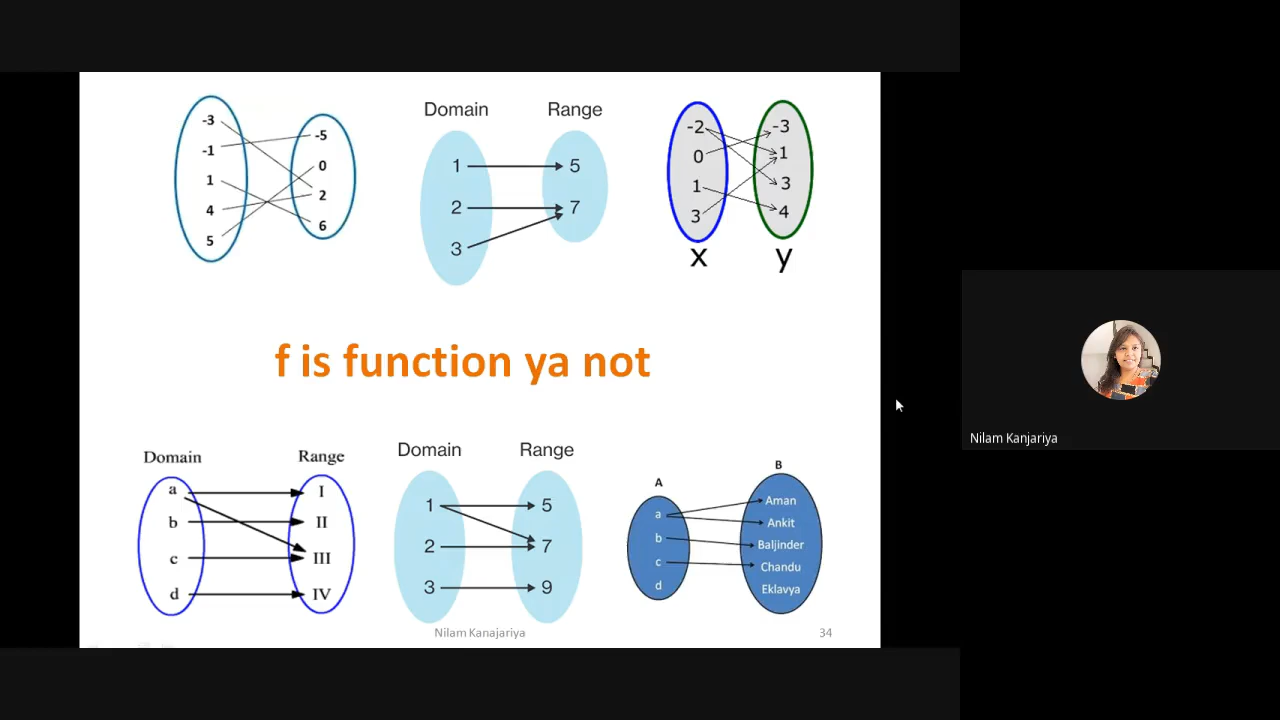 -3
-1
1
4
5
-5
0
2
6
Domain
Range
1
2
3
5
7
-2
0
1
3
-3
1
3
4
x
y
f is function ya not
Domain
Range
a
b
c
d
I
II
III
IV
Domain
Range
1
2
3
5
7
9
A
B
a
b
c
d
Aman
Ankit
Baljinder
Chandu
Eklavya
Nilam Kanajariya
34
Nilam Kanjariya